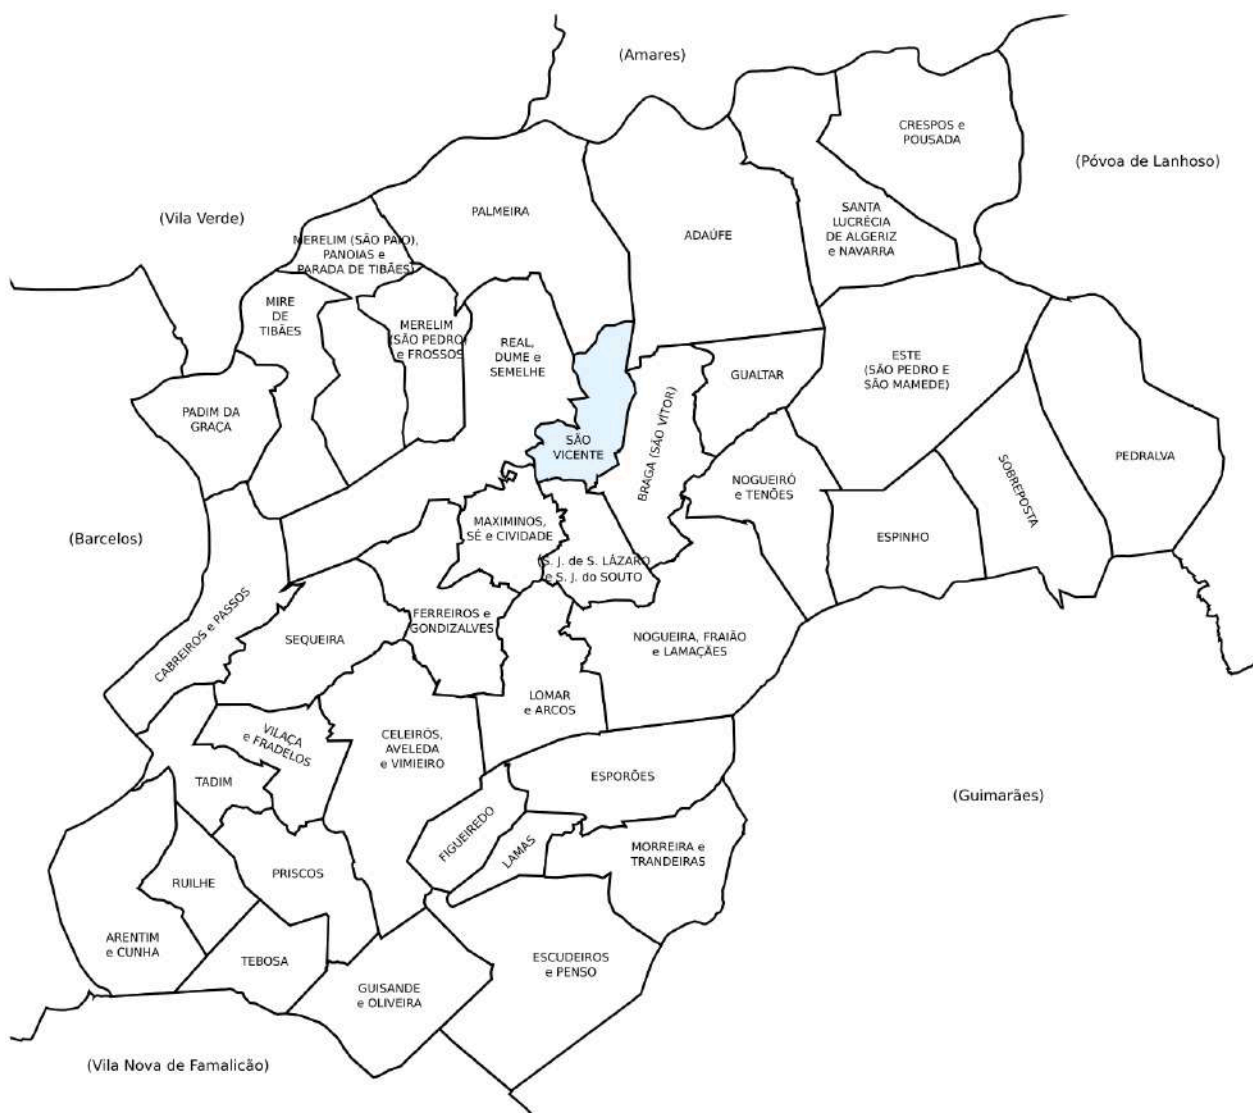 (Amares)
CRESPOS e
POUSADA
(Póvoa de Lanhoso)
(Vila Verde)
PALMEIRA
ADAÚFE
SANTA
LUCRÉCIA
DE ALGERIZ
e NAVARRA
MERELIM (SÃO PAIO),
PANOIAS e
PARADA DE TIBÃES)
MIRE
DE
TIBÃES
MERELIM
(SÃO PEDRO)
e FROSSOS
REAL,
DUME e
SEMELHE
GUALTAR
ESTE
(SÃO PEDRO E
SÃO MAMEDE)
PADIM DA
GRAÇA
SÃO
VICENTE
BRAGA (SÃO VÍTOR)
NOGUEIRÓ
e TENÕES
SOBREPOSTA
PEDRALVA
(Barcelos)
MAXIMINOS,
SÉ e CIVIDADE
ESPINHO
(S. J. de S. LÁZARO
e S. J. do SOUTO
CABREIROS e PASSOS
SEQUEIRA
FERREIROS e
GONDIZALVES
NOGUEIRA, FRAIÃO
e LAMAÇÃES
LOMAR
e ARCOS
VILAÇA
e FRADELOS
CELEIRÓS,
AVELEDA
e VIMIEIRO
TADIM
ESPORÕES
(Guimarães)
FIGUEIREDO
LAMAS
MORREIRA e
TRANDEIRAS
RUILHE
PRISCOS
ARENTIM
e CUNHA
TEBOSA
ESCUDEIROS
e PENSO
GUISANDE
e OLIVEIRA
(Vila Nova de Famalicão)